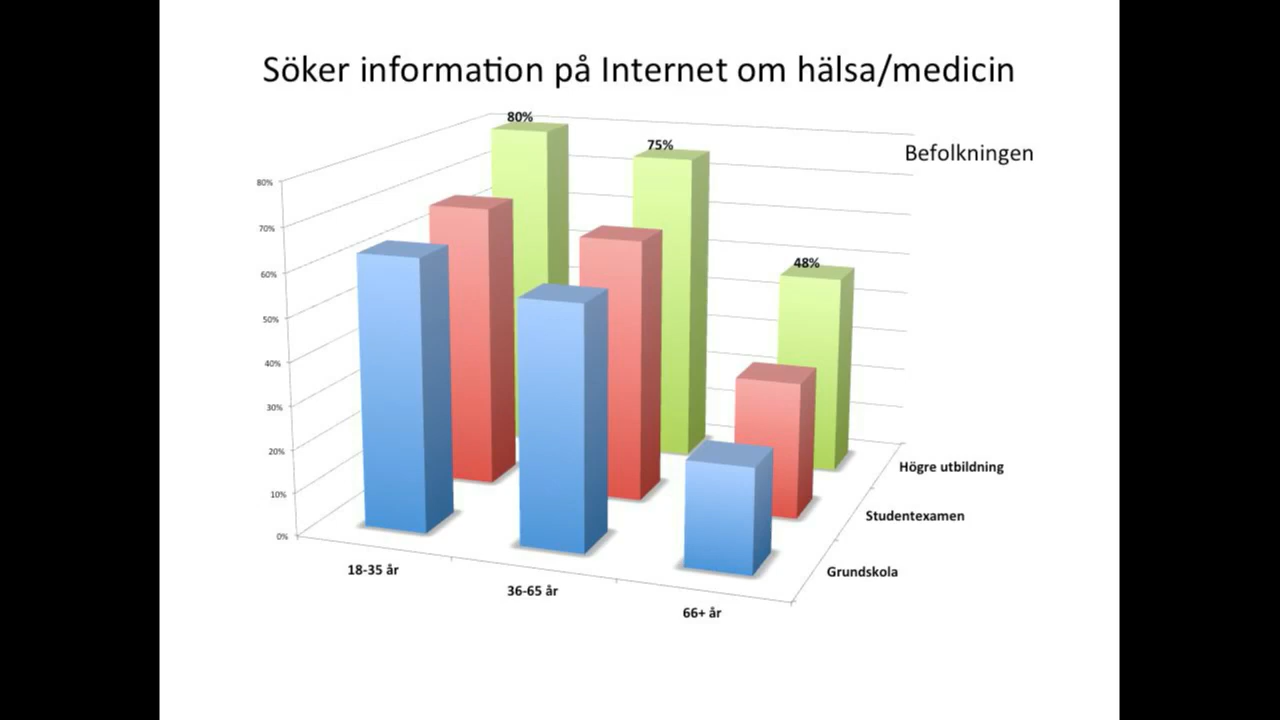 Söker information på Internet om hälsa/medicin
Befolkningen
80%
75%
48%
80%
70%
60%
50%
40%
30%
20%
10%
0%
18-35 år
36-65 år
66+ år
Högre utbildning
Studentexamen
Grundskola